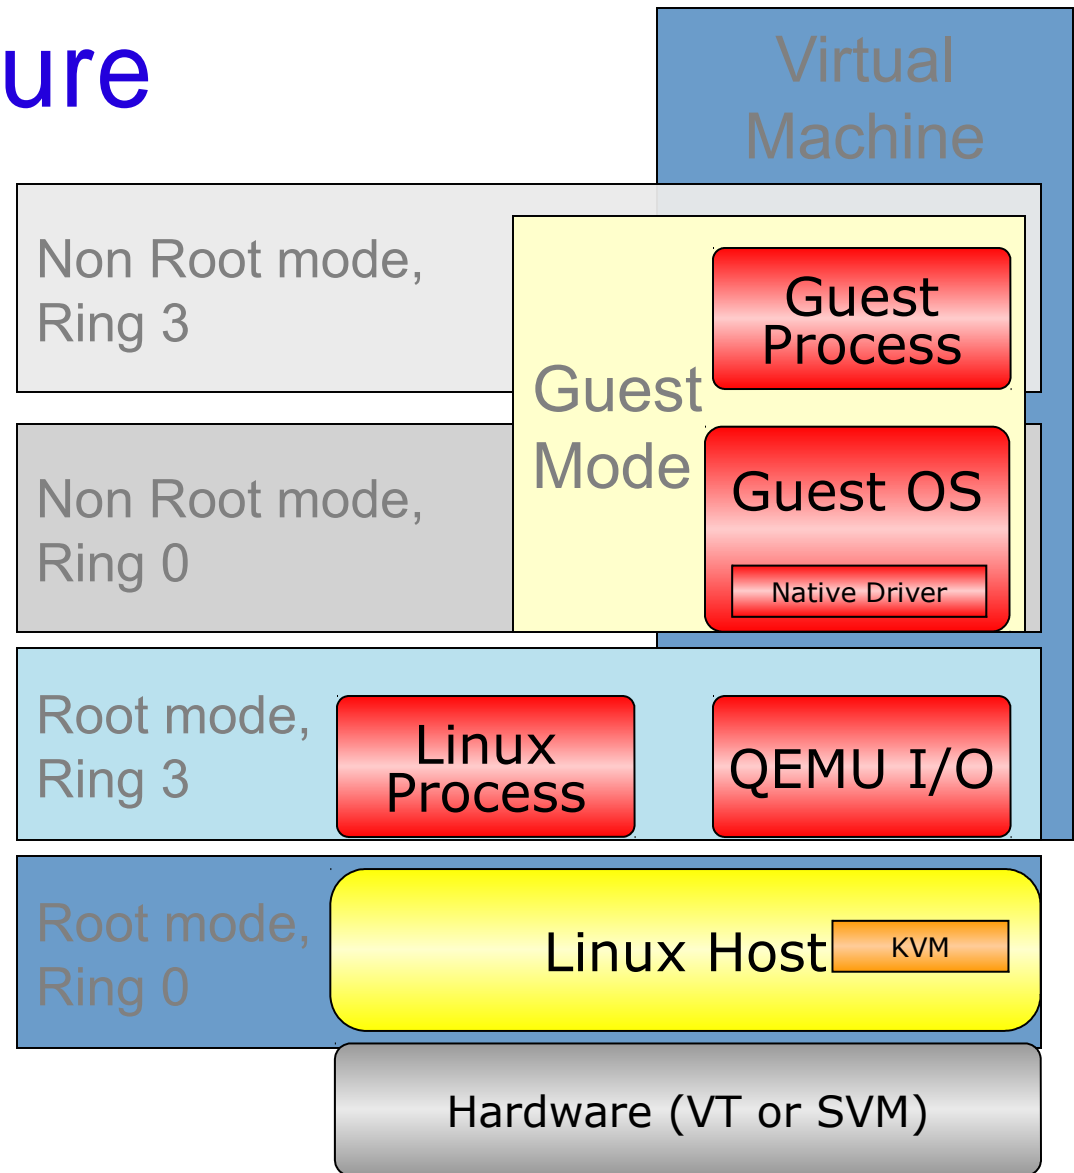 ure
Virtual
Machine
Non Root mode,
Ring 3
Guest
Process
Guest
Mode
Non Root mode,
Ring 0
Guest OS
Native Driver
Root mode,
Ring 3
Linux
Process
QEMU I/O
Root mode,
Ring 0
Linux Host
KVM
Hardware (VT or SVM)